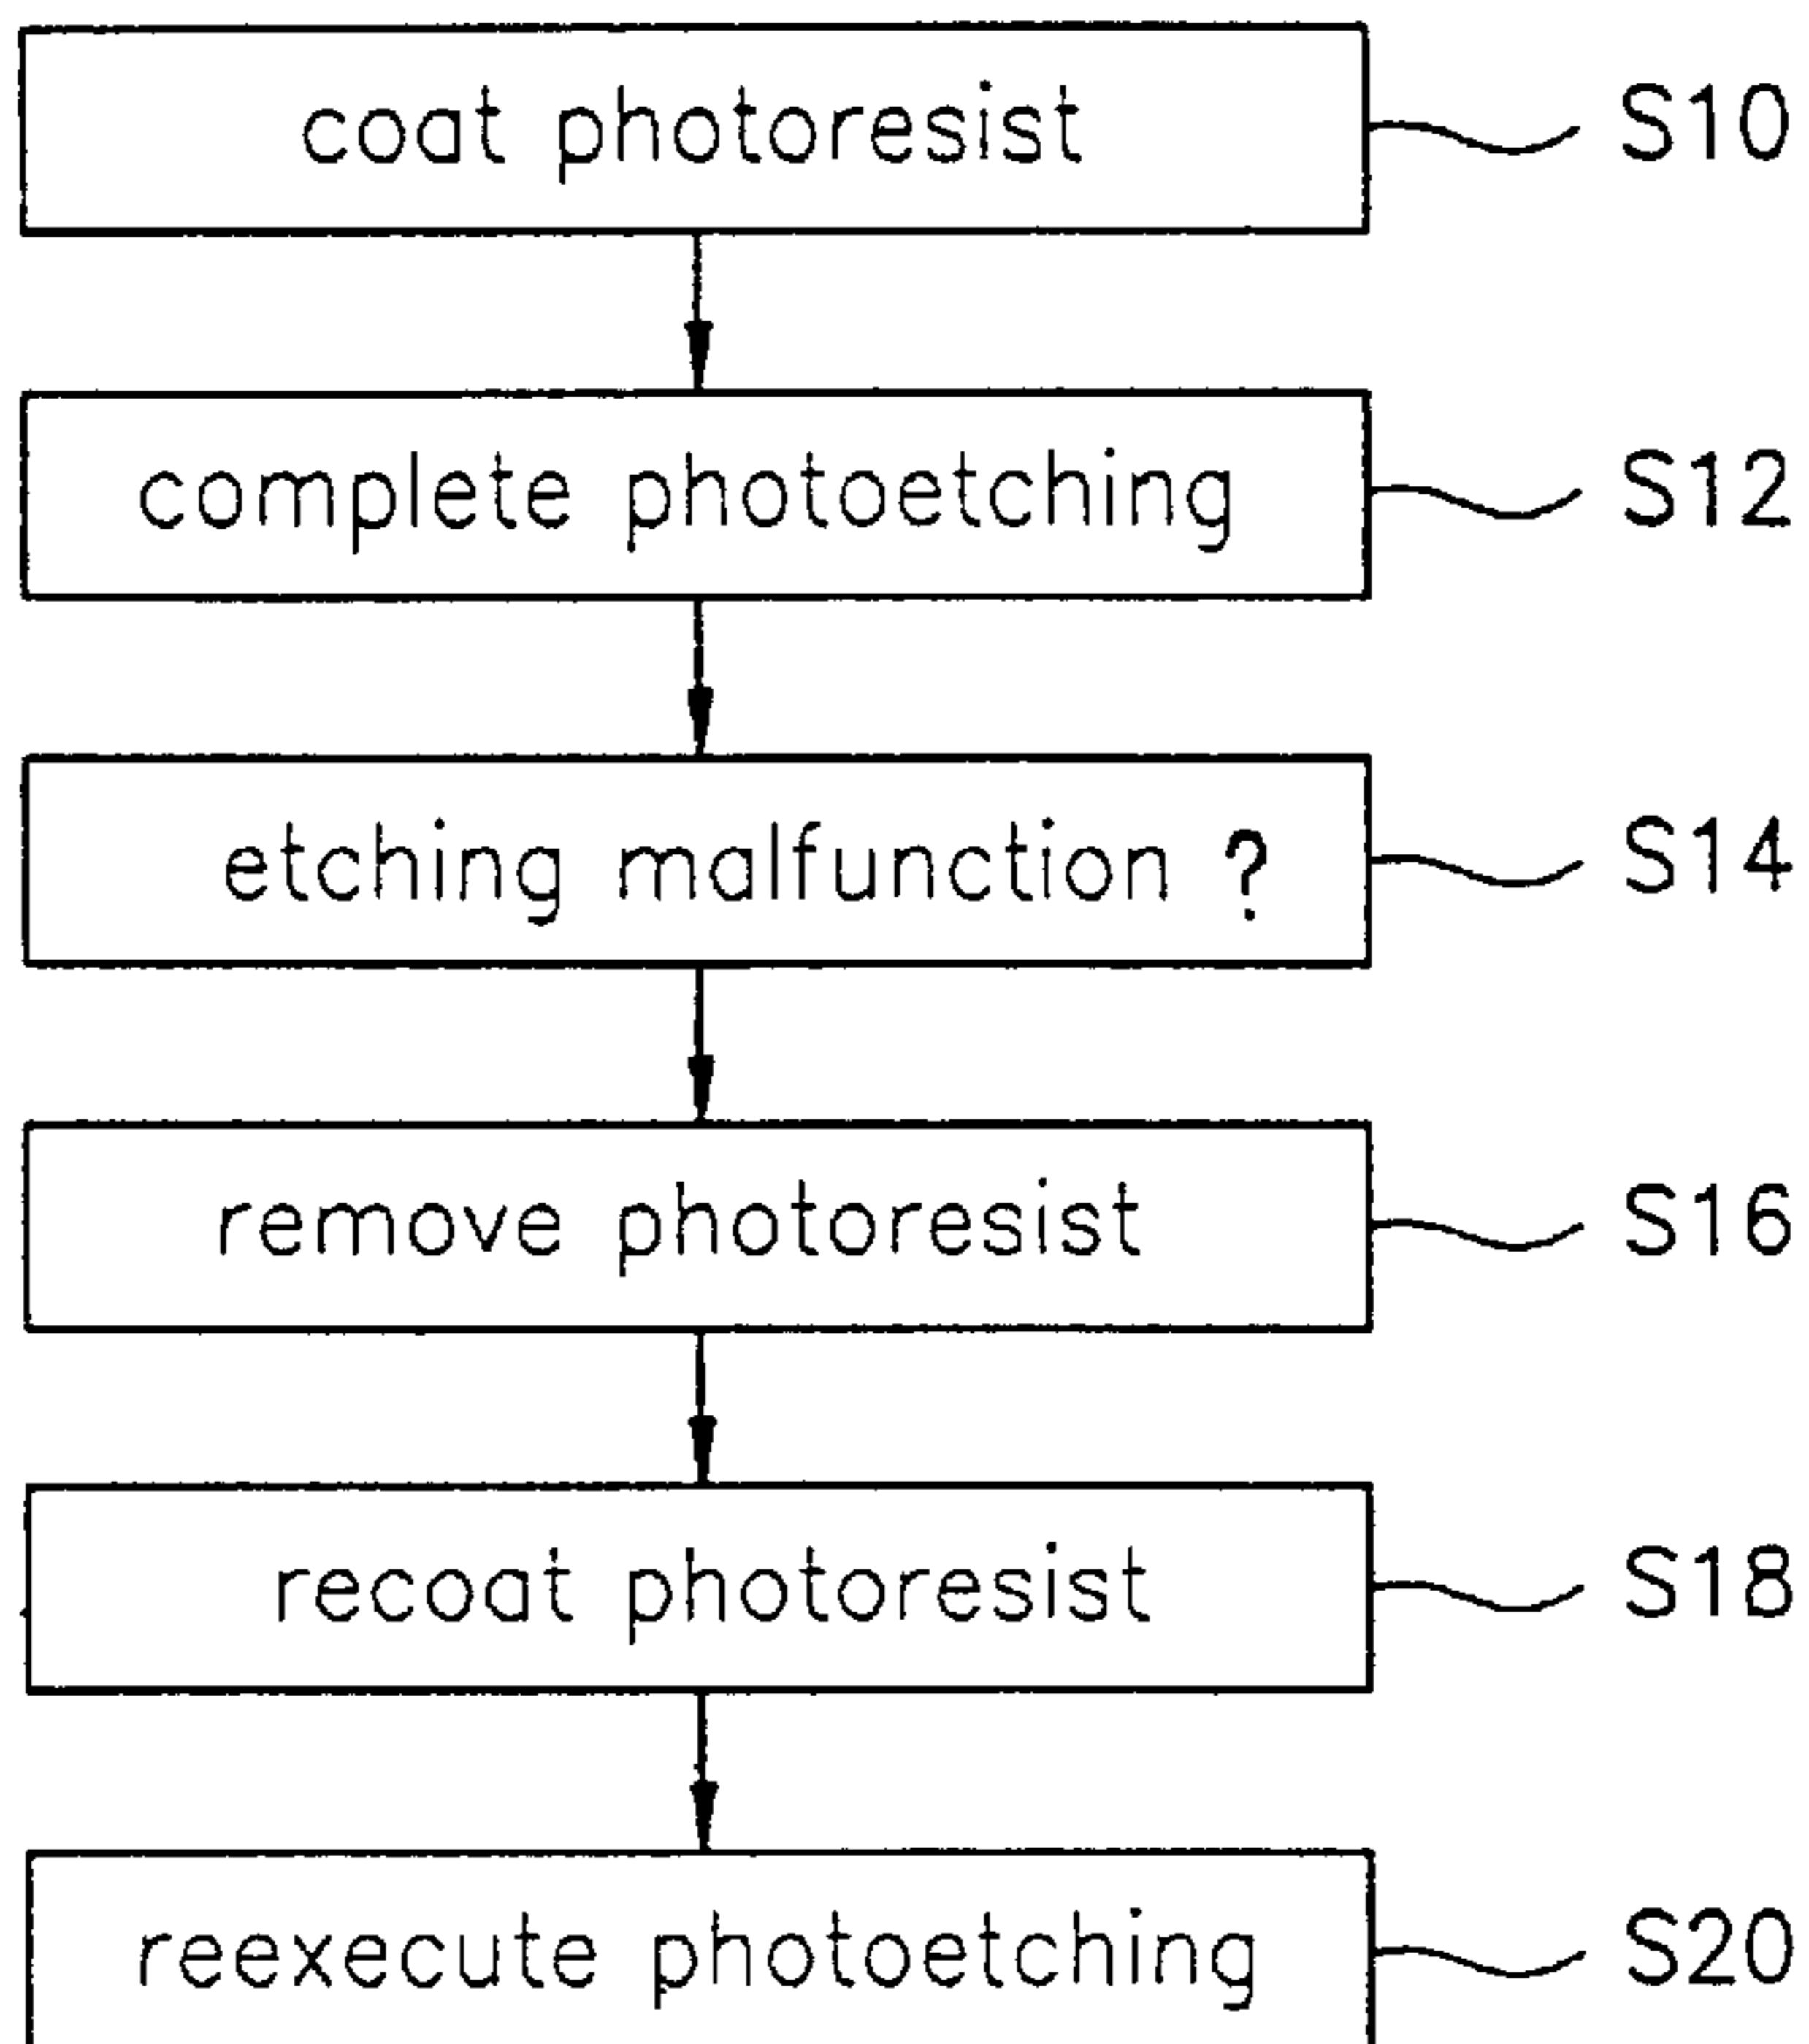 coat photoresist S10
complete photoetching S12
etching malfunction ? S14
remove photoresist S16
recoat photoresist S18
reexecute photoetching S20